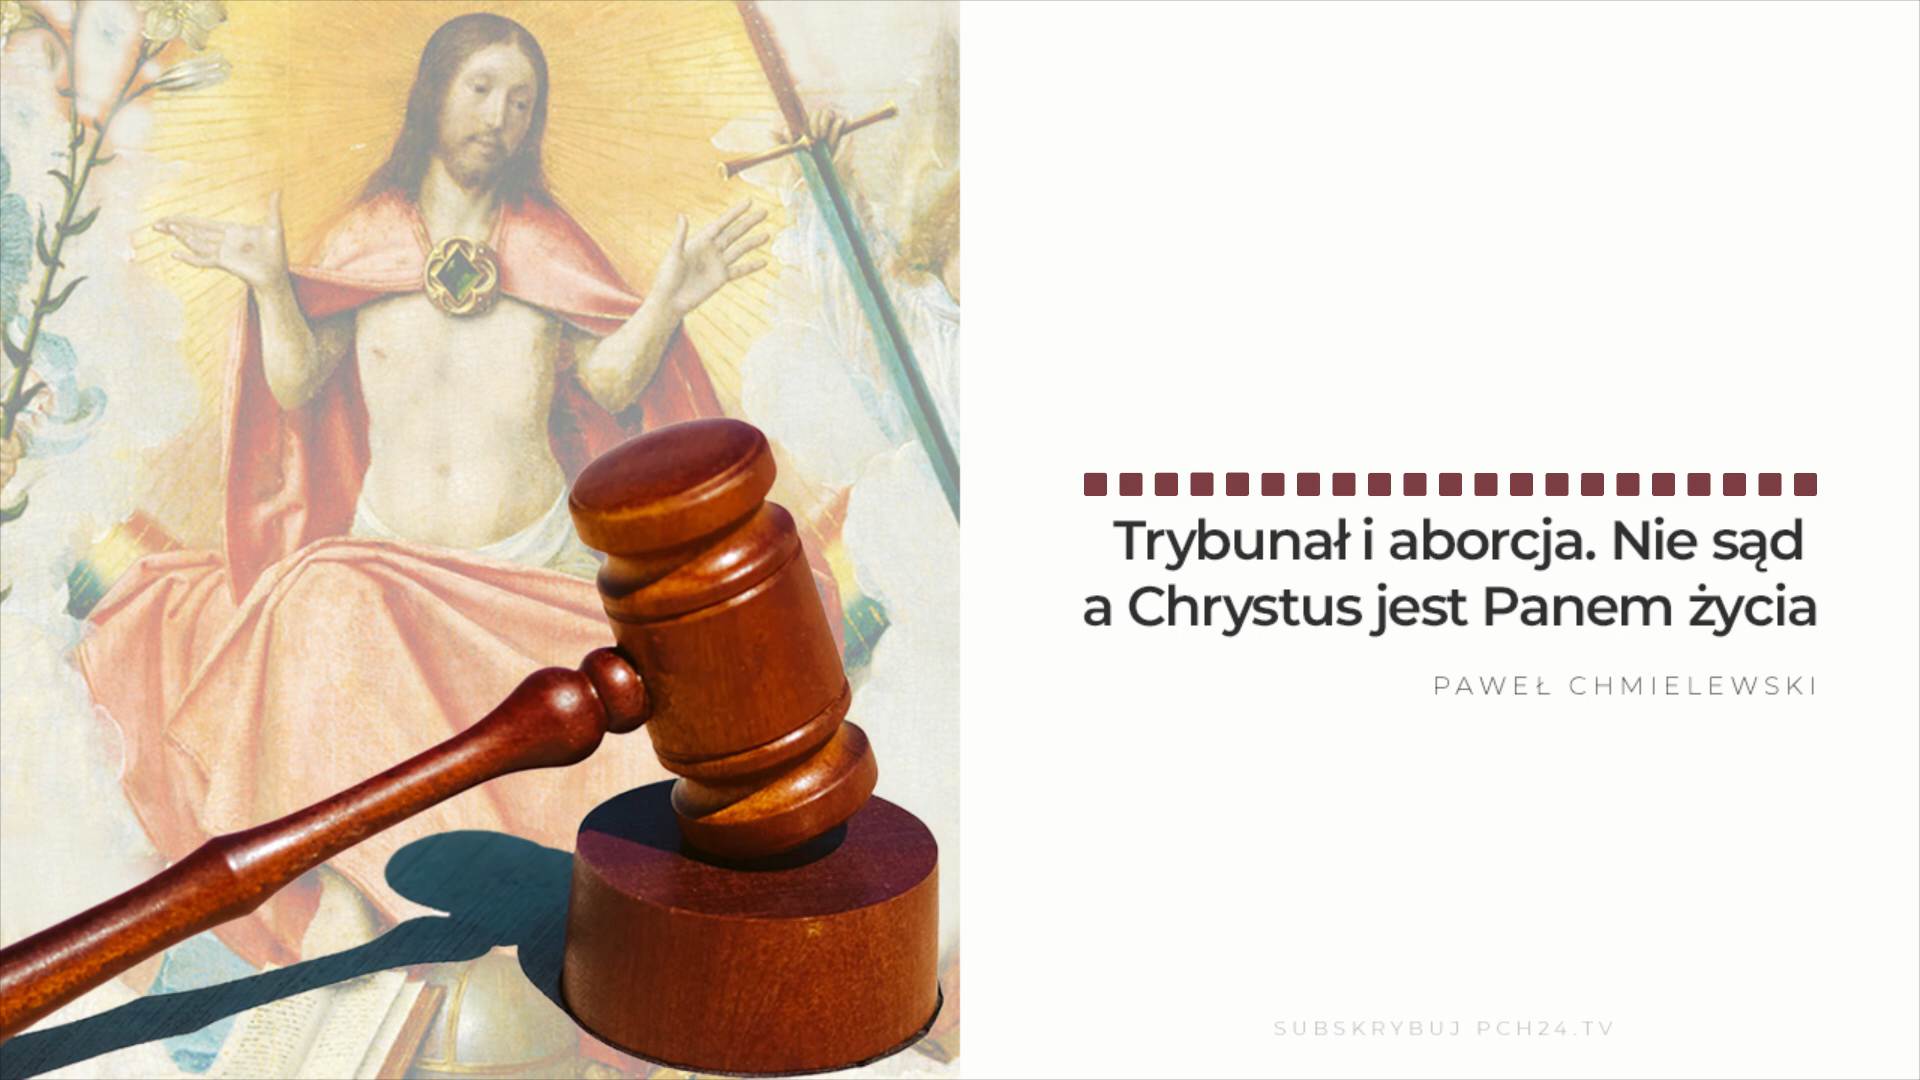 Trybunał i aborcja. Nie sąd
a Chrystus jest Panem życia
PAWEŁ CHMIELEWSKI
SUBSKRYBUJ PCH24.TV